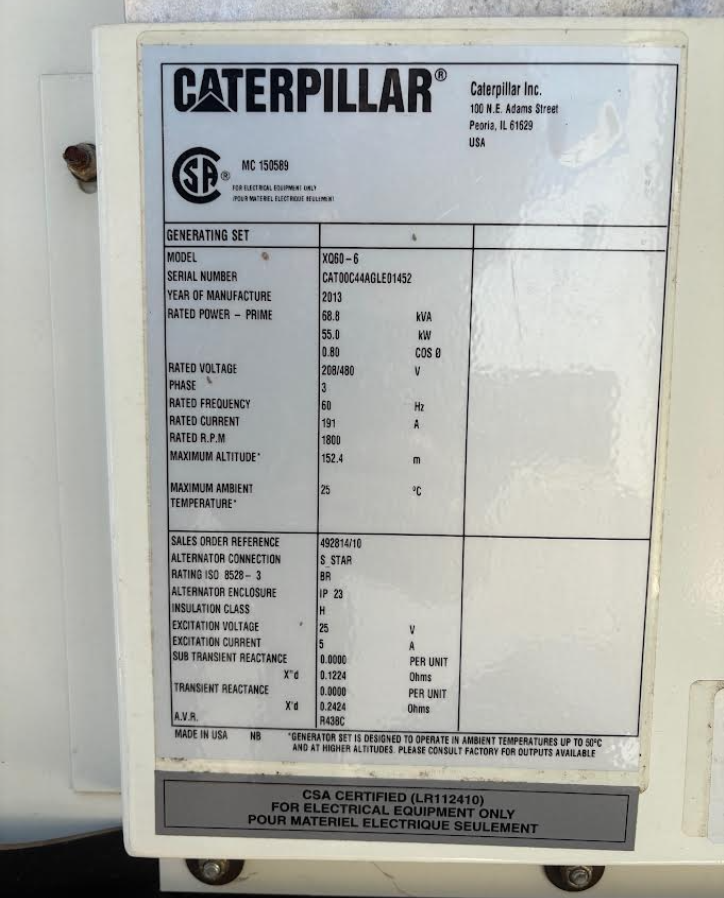 CATERPILLAR®
Caterpillar Inc.
100 N.E. Adams Street
Peoria, IL 61629
USA
SA ®
MC 150589
FOR ELECTRICAL EQUIPMENT ONLY
(POUR MATERIEL ELECTRIQUE SEULEMENT)
GENERATING SET
MODEL XQ60-6
SERIAL NUMBER CAT00C44AGLE01452
YEAR OF MANUFACTURE 2013
RATED POWER - PRIME 68.8 kVA
55.0 kW
0.80 COS Ø
RATED VOLTAGE 208/480 V
PHASE 3
RATED FREQUENCY 60 Hz
RATED CURRENT 191 A
RATED R.P.M 1800
MAXIMUM ALTITUDE* 152.4 m
MAXIMUM AMBIENT 25 °C
TEMPERATURE*
SALES ORDER REFERENCE 492814/10
ALTERNATOR CONNECTION S_STAR
RATING ISO 8528- 3 BR
ALTERNATOR ENCLOSURE IP 23
INSULATION CLASS H
EXCITATION VOLTAGE 25 V
EXCITATION CURRENT 5 A
SUB TRANSIENT REACTANCE 0.0000 PER UNIT
X"d 0.1224 Ohms
TRANSIENT REACTANCE 0.0000 PER UNIT
X'd 0.2424 Ohms
A.V.R. R438C
MADE IN USA NB *GENERATOR SET IS DESIGNED TO OPERATE IN AMBIENT TEMPERATURES UP TO 50°C
AND AT HIGHER ALTITUDES. PLEASE CONSULT FACTORY FOR OUTPUTS AVAILABLE
CSA CERTIFIED (LR112410)
FOR ELECTRICAL EQUIPMENT ONLY
POUR MATERIEL ELECTRIQUE SEULEMENT